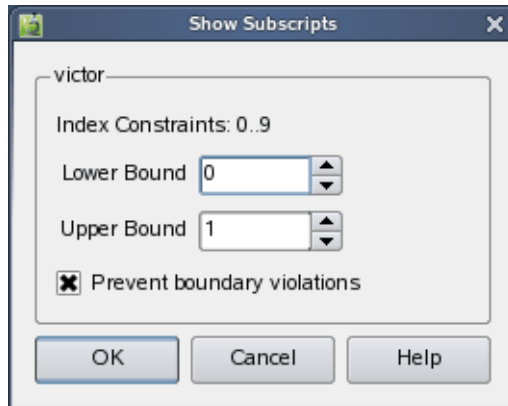 Show Subscripts
victor
Index Constraints: 0..9
Lower Bound 0
Upper Bound 1
Prevent boundary violations
OK Cancel Help